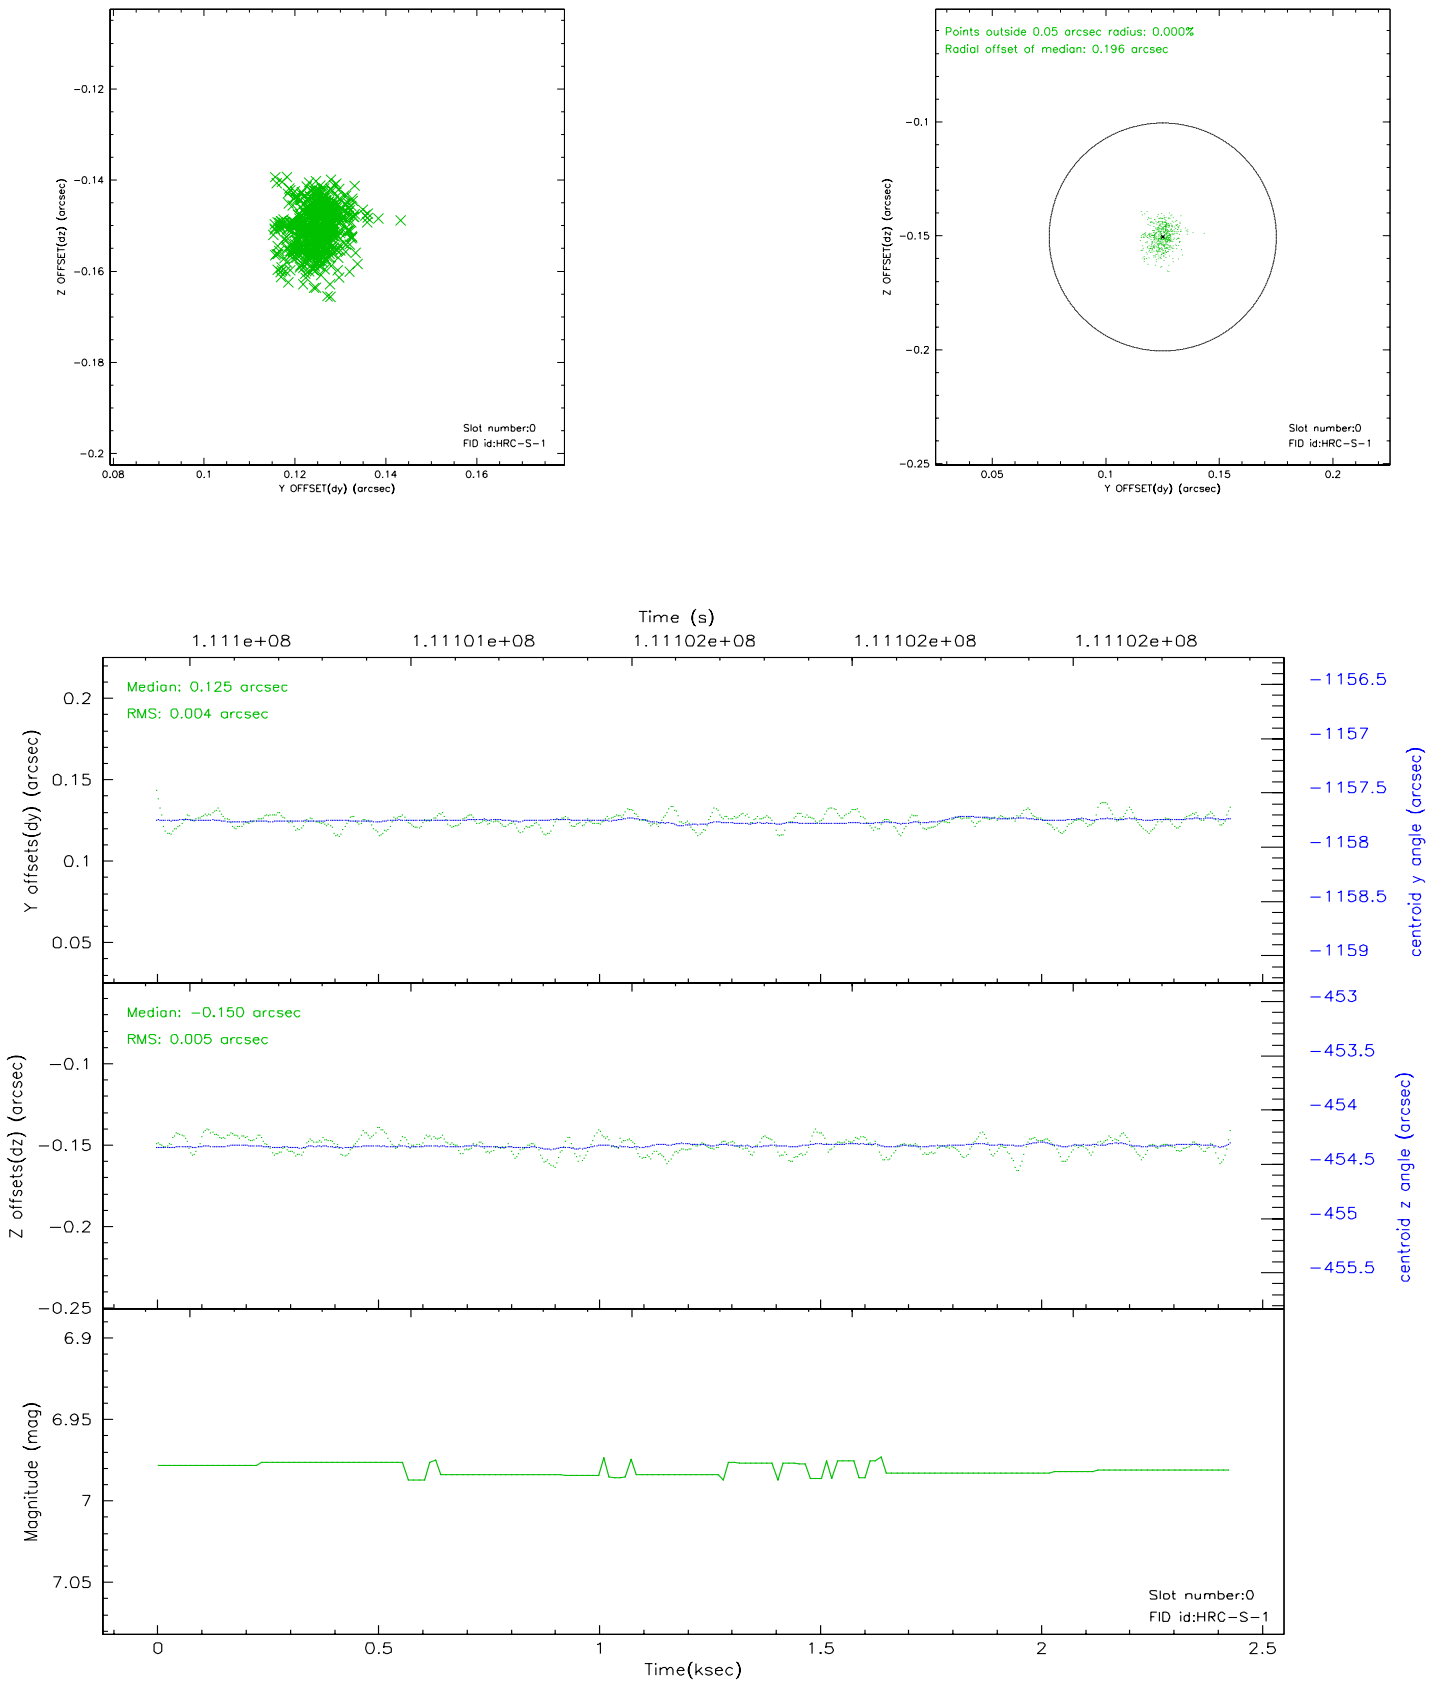 -0.12
-0.14
-0.16
-0.18
-0.2
Z OFFSET(dz) (arcsec)
Slot number:0
FID id:HRC-S-1
0.08 0.1 0.12 0.14 0.16
Y OFFSET(dy) (arcsec)
Points outside 0.05 arcsec radius: 0.000%
Radial offset of median: 0.196 arcsec
-0.1
-0.15
-0.2
-0.25
Z OFFSET(dz) (arcsec)
Slot number:0
FID id:HRC-S-1
0.05 0.1 0.15 0.2
Y OFFSET(dy) (arcsec)
Time (s)
1.111e+08 1.11101e+08 1.11102e+08 1.11102e+08 1.11102e+08
Median: 0.125 arcsec
RMS: 0.004 arcsec
0.2
0.15
0.1
0.05
Y offsets(dy) (arcsec)
-1156.5
-1157
-1157.5
-1158
-1158.5
-1159
centroid y angle (arcsec)
Median: -0.150 arcsec
RMS: 0.005 arcsec
-0.1
-0.15
-0.2
-0.25
Z offsets(dz) (arcsec)
-453
-453.5
-454
-454.5
-455
-455.5
centroid z angle (arcsec)
6.9
6.95
7
7.05
Magnitude (mag)
Slot number:0
FID id:HRC-S-1
0 0.5 1 1.5 2 2.5
Time(ksec)